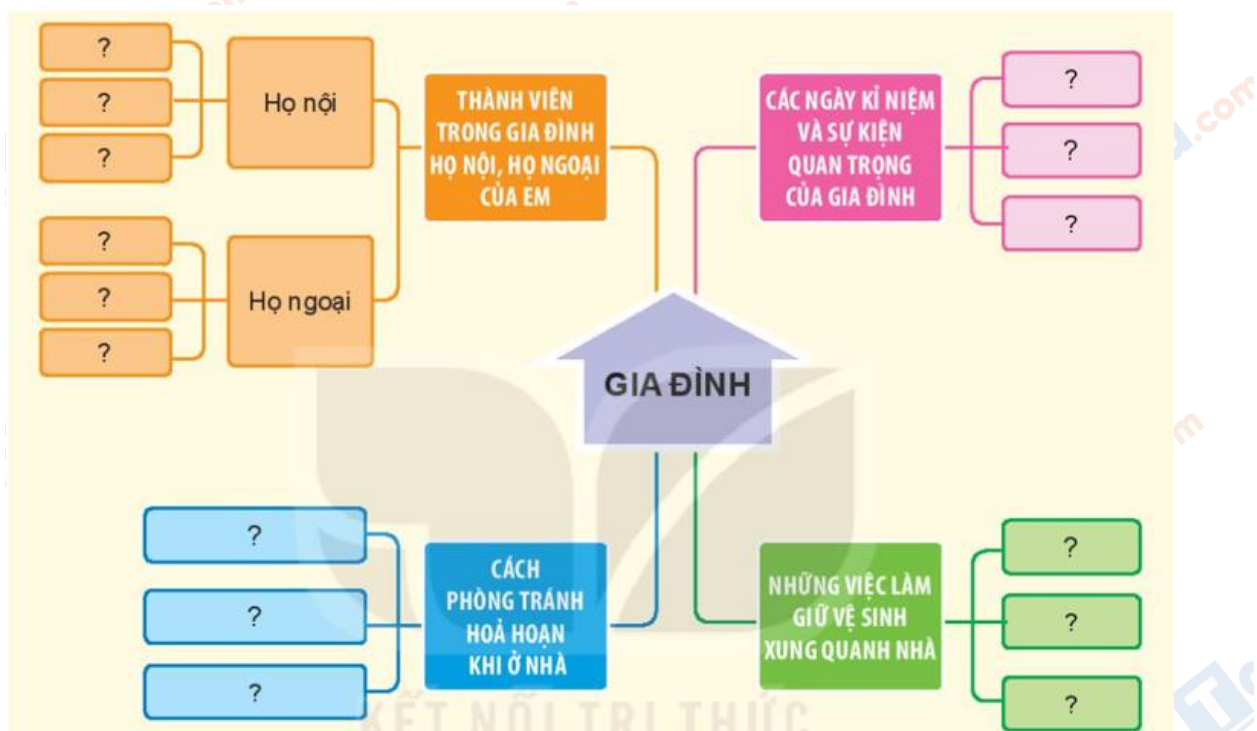 ?
?
?
Họ nội
?
?
?
Họ ngoại
THÀNH VIÊN
TRONG GIA ĐÌNH
HỌ NỘI, HỌ NGOẠI
CỦA EM
CÁC NGÀY KỈ NIỆM
VÀ SỰ KIỆN
QUAN TRỌNG
CỦA GIA ĐÌNH
?
?
?
GIA ĐÌNH
?
?
?
CÁCH
PHÒNG TRÁNH
HOẢ HOẠN
KHI Ở NHÀ
NHỮNG VIỆC LÀM
GIỮ VỆ SINH
XUNG QUANH NHÀ
?
?
?
KẾT NỐI TRI THỨC
.com